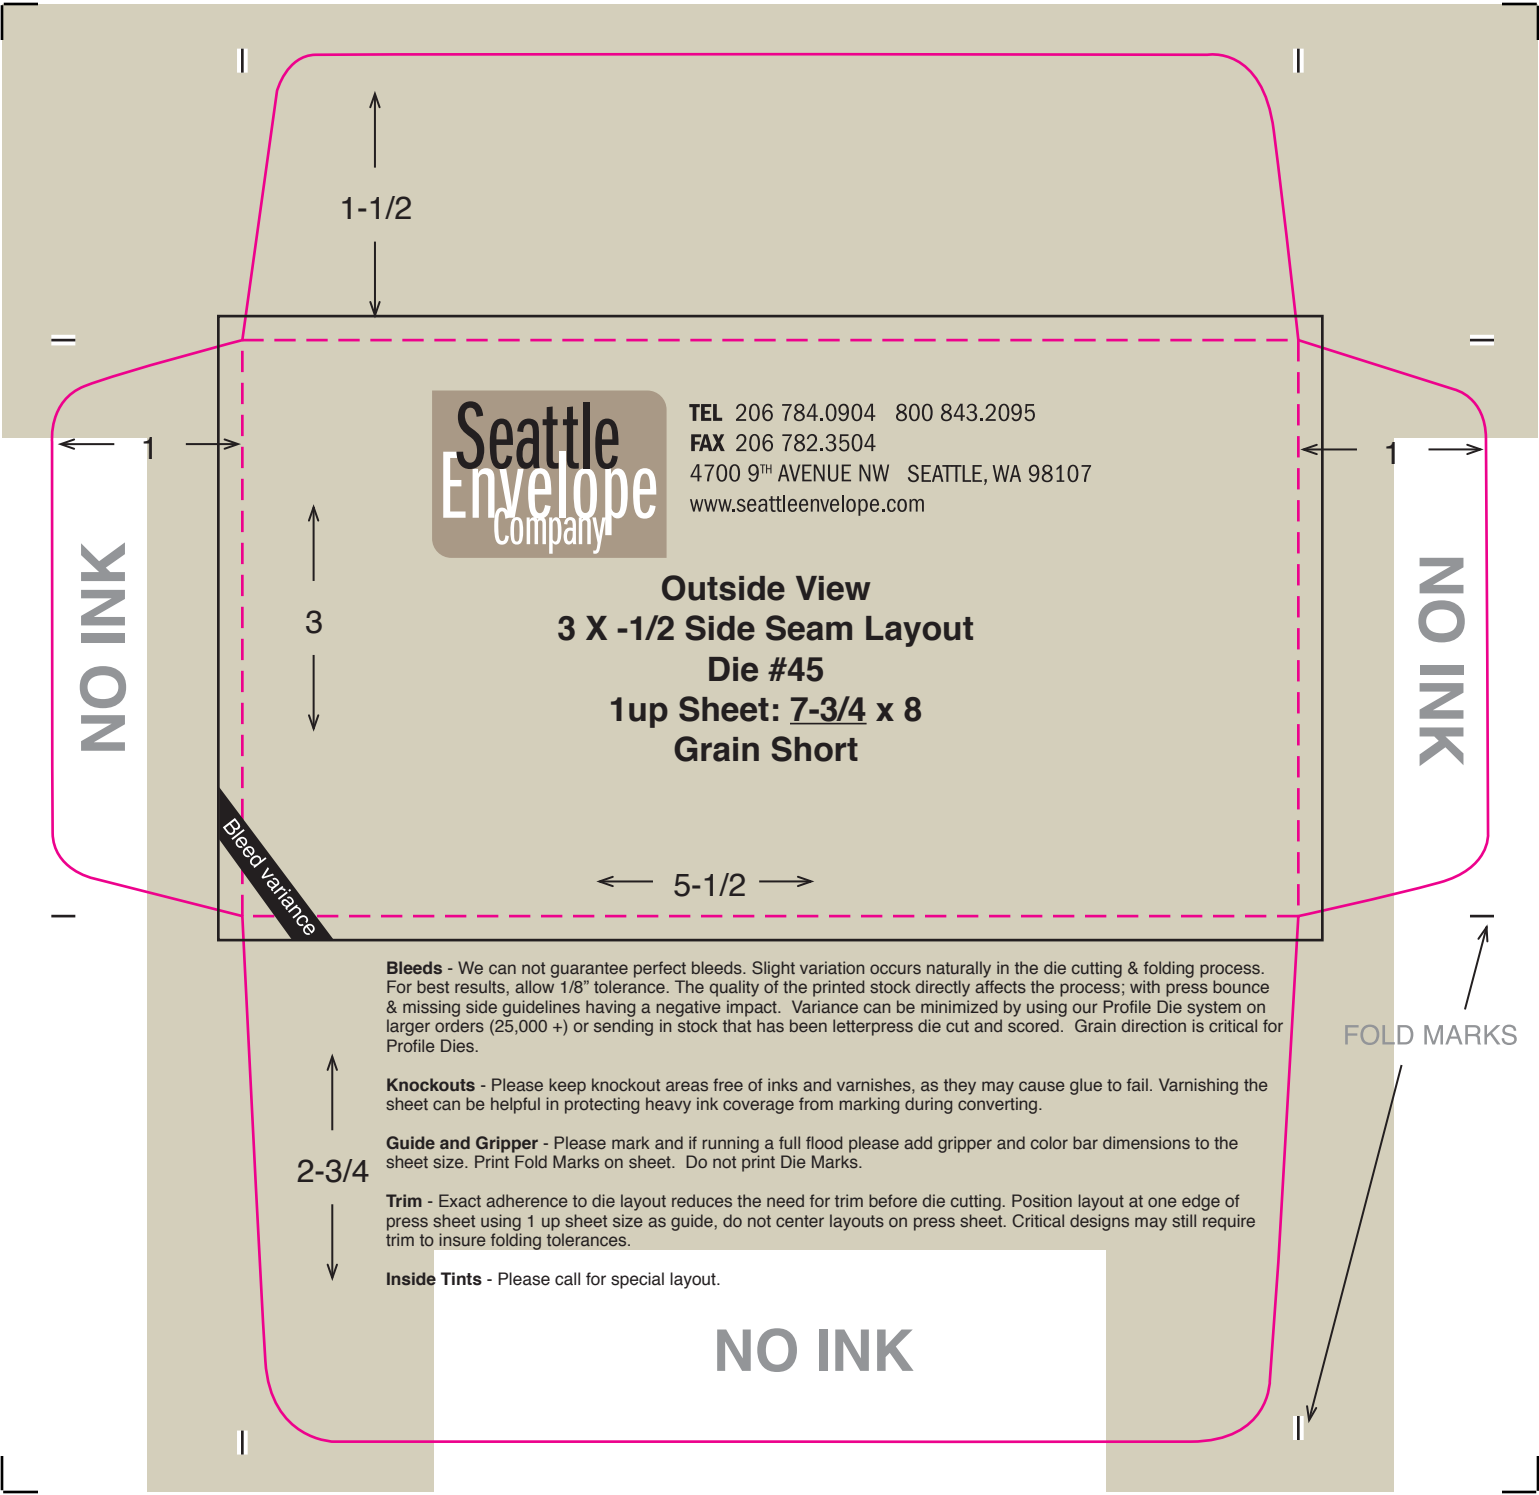 1-1/2
Seattle
Envelope
Company
TEL 206 784.0904 800 843.2095
FAX 206 782.3504
4700 9TH AVENUE NW SEATTLE, WA 98107
www.seattleenvelope.com
1
1
NO INK
NO INK
3
Outside View
3 X -1/2 Side Seam Layout
Die #45
1up Sheet: 7-3/4 x 8
Grain Short
Bleed variance
5-1/2
Bleeds - We can not guarantee perfect bleeds. Slight variation occurs naturally in the die cutting & folding process.
For best results, allow 1/8” tolerance. The quality of the printed stock directly affects the process; with press bounce
& missing side guidelines having a negative impact. Variance can be minimized by using our Profile Die system on
larger orders (25,000 +) or sending in stock that has been letterpress die cut and scored. Grain direction is critical for
Profile Dies.
FOLD MARKS
Knockouts - Please keep knockout areas free of inks and varnishes, as they may cause glue to fail. Varnishing the
sheet can be helpful in protecting heavy ink coverage from marking during converting.
Guide and Gripper - Please mark and if running a full flood please add gripper and color bar dimensions to the
sheet size. Print Fold Marks on sheet. Do not print Die Marks.
2-3/4
Trim - Exact adherence to die layout reduces the need for trim before die cutting. Position layout at one edge of
press sheet using 1 up sheet size as guide, do not center layouts on press sheet. Critical designs may still require
trim to insure folding tolerances.
Inside Tints - Please call for special layout.
NO INK